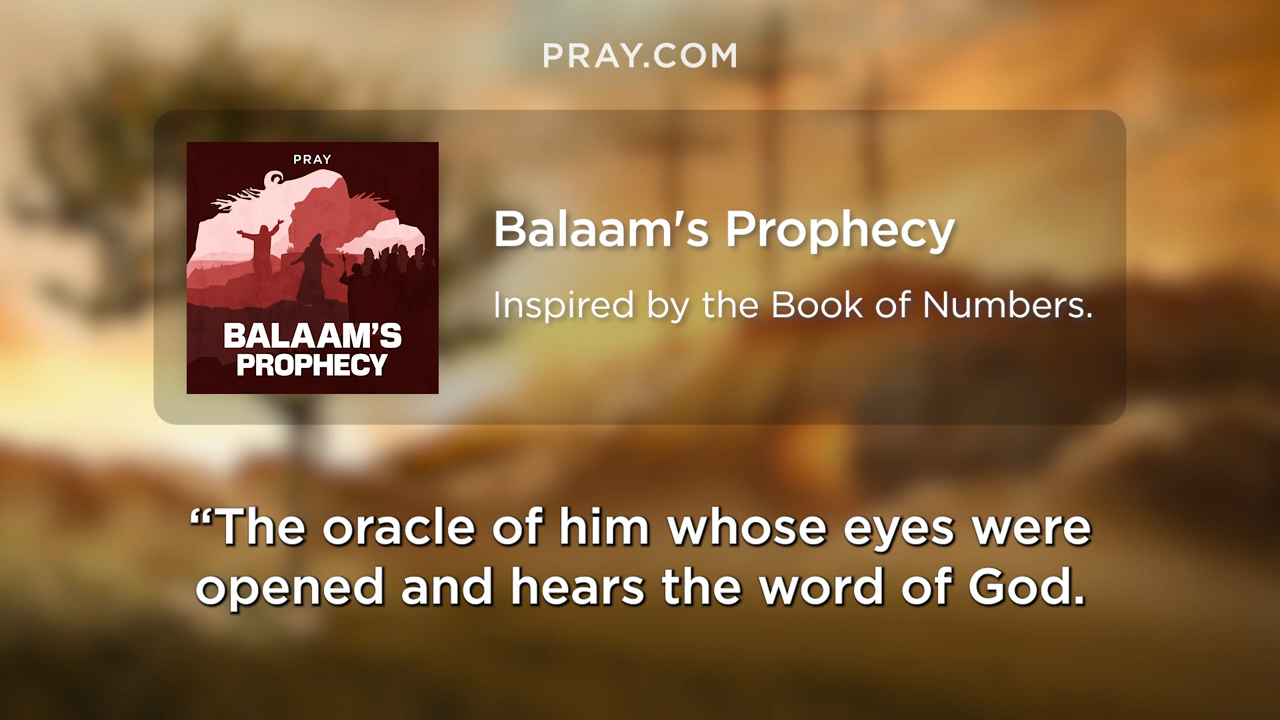 PRAY.COM
PRAY
BALAAM'S
PROPHECY
Balaam's Prophecy
Inspired by the Book of Numbers.
“The oracle of him whose eyes were
opened and hears the word of God.